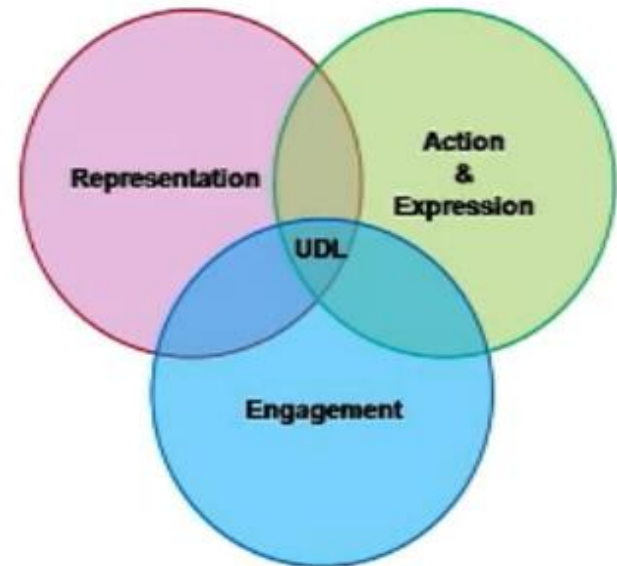 Representation
Action
&
Expression
UDL
Engagement